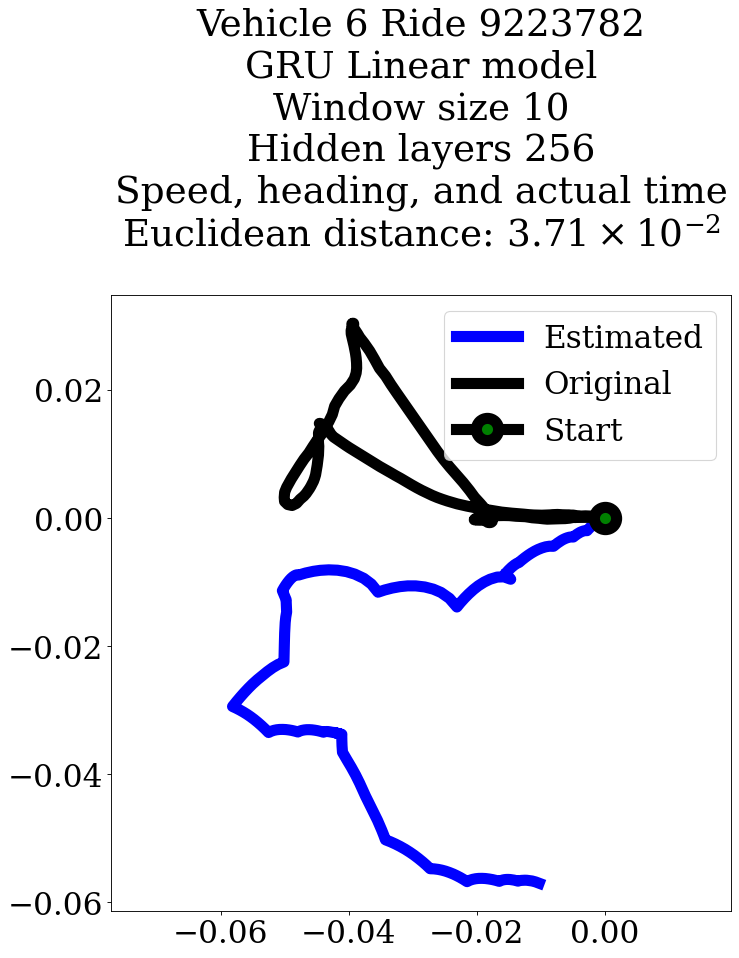 Vehicle 6 Ride 9223782
GRU Linear model
Window size 10
Hidden layers 256
Speed, heading, and actual time
Euclidean distance: 3.71 × 10⁻²
Estimated
Original
Start
0.02
0.00
−0.02
−0.04
−0.06
−0.06 −0.04 −0.02 0.00